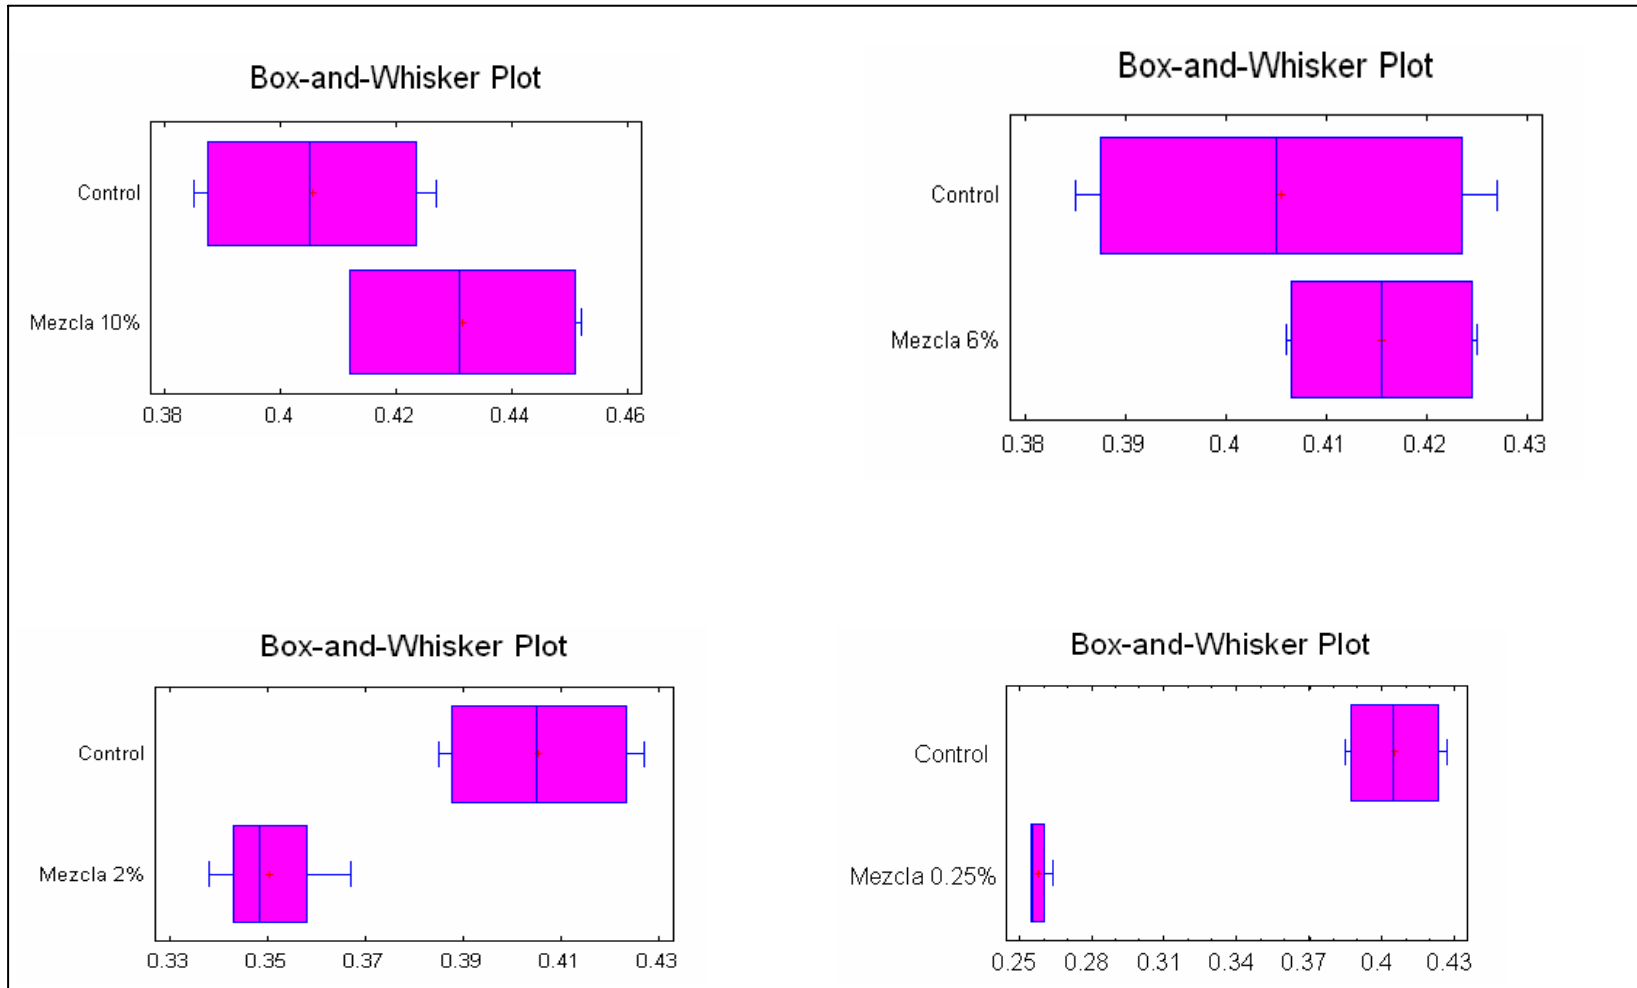 Box-and-Whisker Plot
Control
Mezcla 10%
0.38 0.4 0.42 0.44 0.46
Box-and-Whisker Plot
Control
Mezcla 6%
0.38 0.39 0.4 0.41 0.42 0.43
Box-and-Whisker Plot
Control
Mezcla 2%
0.33 0.35 0.37 0.39 0.41 0.43
Box-and-Whisker Plot
Control
Mezcla 0.25%
0.25 0.28 0.31 0.34 0.37 0.4 0.43